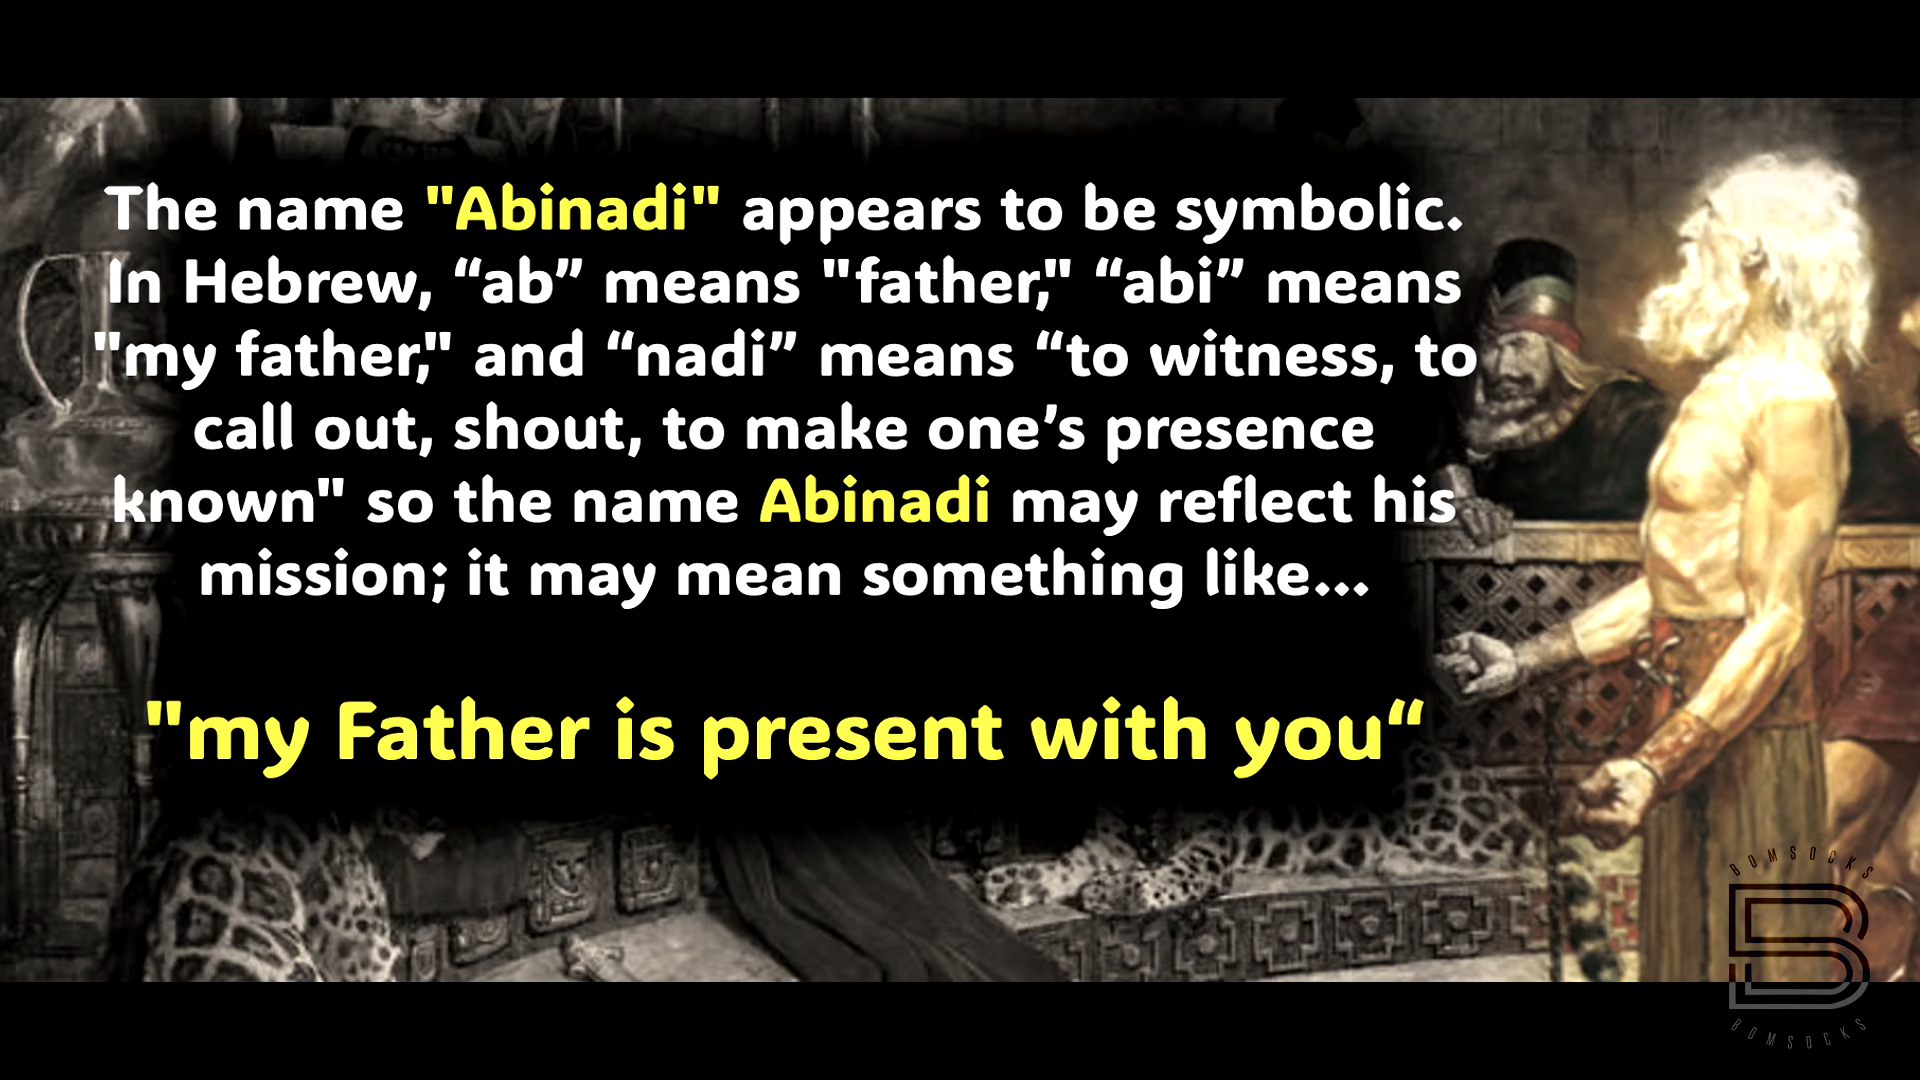 The name "Abinadi" appears to be symbolic.
In Hebrew, “ab” means "father," “abi” means
"my father," and “nadi” means “to witness, to
call out, shout, to make one’s presence
known" so the name Abinadi may reflect his
mission; it may mean something like...
"my Father is present with you“
BOMSOCKS
BOMSOCKS